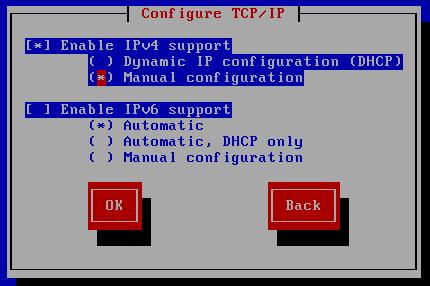 Configure TCP/IP
[*] Enable IPv4 support
( ) Dynamic IP configuration (DHCP)
(*) Manual configuration
[ ] Enable IPv6 support
(*) Automatic
( ) Automatic, DHCP only
( ) Manual configuration
OK Back